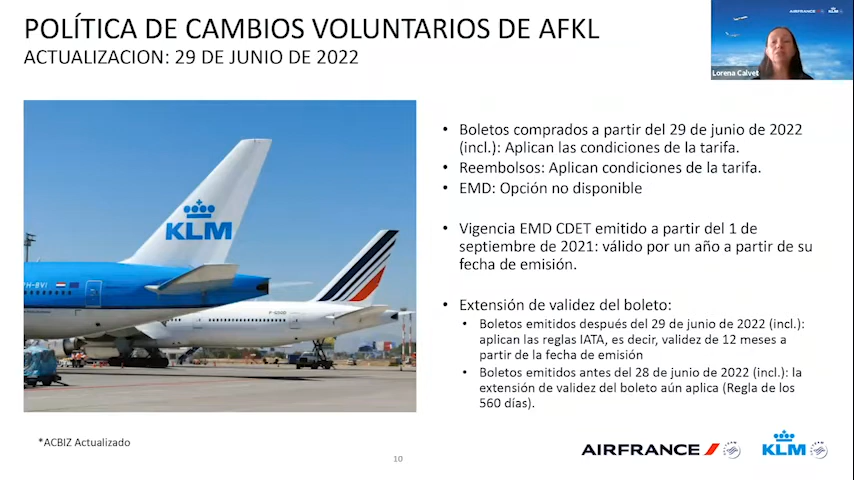 POLÍTICA DE CAMBIOS VOLUNTARIOS DE AFKL
ACTUALIZACION: 29 DE JUNIO DE 2022
AIRFRANCE KLM
Lorena Calvet
• Boletos comprados a partir del 29 de junio de 2022
(incl.): Aplican las condiciones de la tarifa.
• Reembolsos: Aplican condiciones de la tarifa.
• EMD: Opción no disponible
• Vigencia EMD CDET emitido a partir del 1 de
septiembre de 2021: válido por un año a partir de su
fecha de emisión.
• Extensión de validez del boleto:
• Boletos emitidos después del 29 de junio de 2022 (incl.):
aplican las reglas IATA, es decir, validez de 12 meses a
partir de la fecha de emisión
• Boletos emitidos antes del 28 de junio de 2022 (incl.): la
extensión de validez del boleto aún aplica (Regla de los
560 días).
KLM
*ACBIZ Actualizado
10
AIRFRANCE KLM